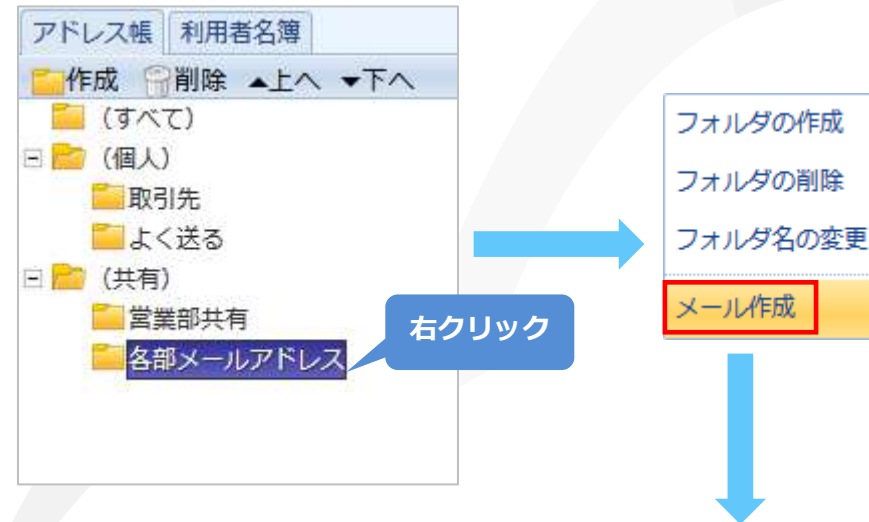 アドレス帳 利用者名簿
作成 削除 ▲上へ ▼下へ
(すべて)
(個人)
取引先
よく送る
(共有)
営業部共有
各部メールアドレス
右クリック
フォルダの作成
フォルダの削除
フォルダ名の変更
メール作成